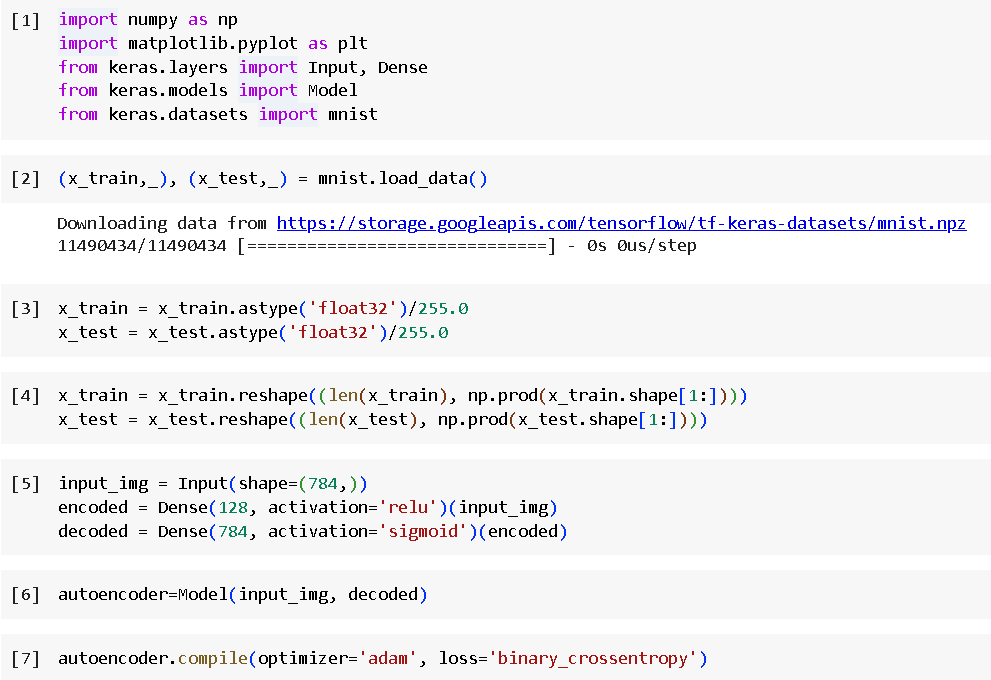 [1] import numpy as np
import matplotlib.pyplot as plt
from keras.layers import Input, Dense
from keras.models import Model
from keras.datasets import mnist
[2] (x_train,_), (x_test,_) = mnist.load_data()
Downloading data from https://storage.googleapis.com/tensorflow/tf-keras-datasets/mnist.npz
11490434/11490434 [==============================] - 0s 0us/step
[3] x_train = x_train.astype('float32')/255.0
x_test = x_test.astype('float32')/255.0
[4] x_train = x_train.reshape((len(x_train), np.prod(x_train.shape[1:])))
x_test = x_test.reshape((len(x_test), np.prod(x_test.shape[1:])))
[5] input_img = Input(shape=(784,))
encoded = Dense(128, activation='relu')(input_img)
decoded = Dense(784, activation='sigmoid')(encoded)
[6] autoencoder=Model(input_img, decoded)
[7] autoencoder.compile(optimizer='adam', loss='binary_crossentropy')